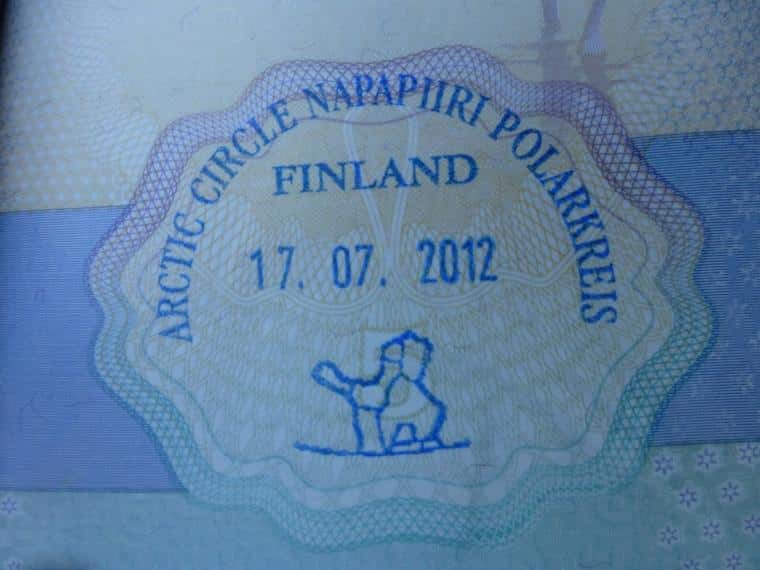 ARCTIC CIRCLE NAPAPIIRI POLARKREIS
FINLAND
17. 07. 2012